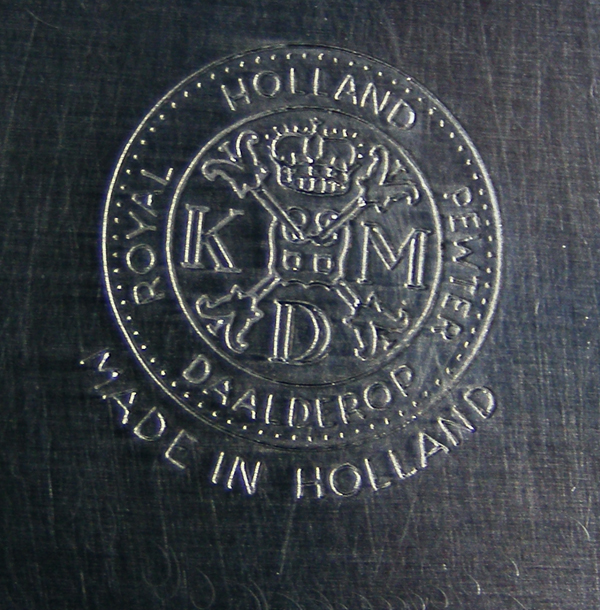 HOLLAND
ROYAL
PEWTER
K M
D
DAALDEROP
MADE IN HOLLAND